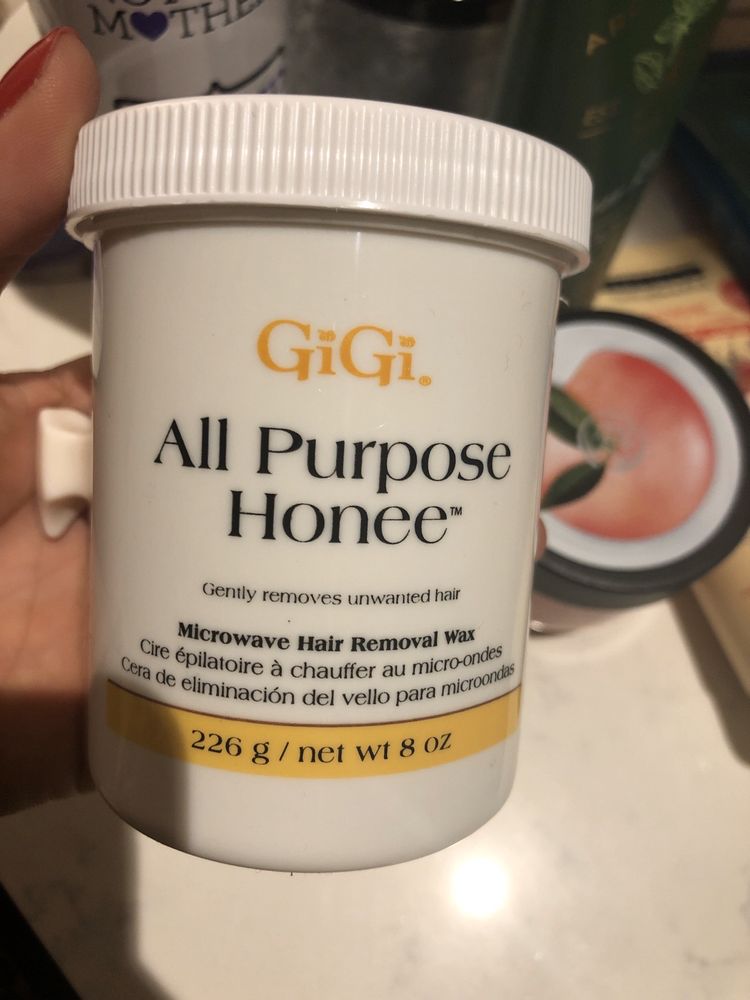 MOTHE
GiGi®
All Purpose
Honee™
Gently removes unwanted hair
Microwave Hair Removal Wax
Cire épilatoire à chauffer au micro-ondes
Cera de eliminación del vello para microondas
226 g / net wt 8 oz